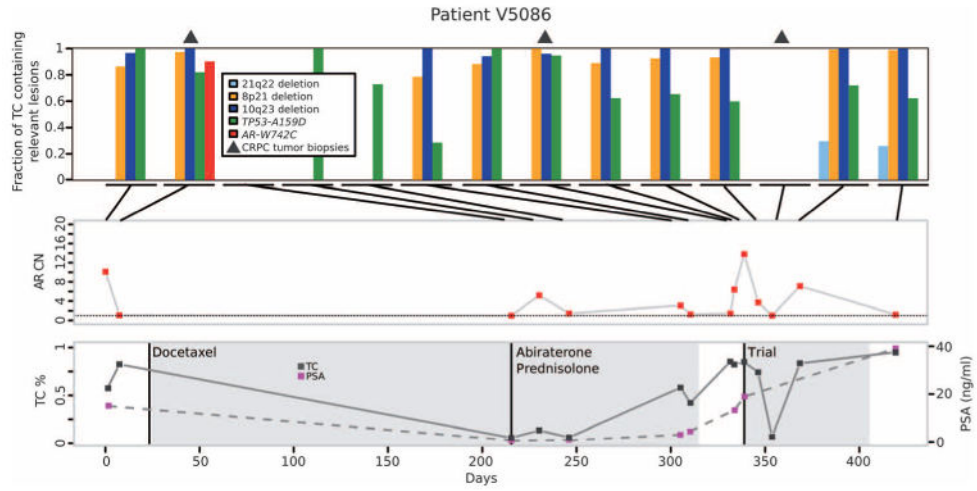 Patient V5086
Fraction of TC containing
relevant lesions
1
0.8
0.6
0.4
0.2
0
21q22 deletion
8p21 deletion
10q23 deletion
TP53-A159D
AR-W742C
CRPC tumor biopsies
AR CN
20
16
12
8
4
0
TC %
1
0.5
0
Docetaxel
TC
PSA
Abiraterone
Prednisolone
Trial
40
20
0
PSA (ng/ml)
0 50 100 150 200 250 300 350 400
Days